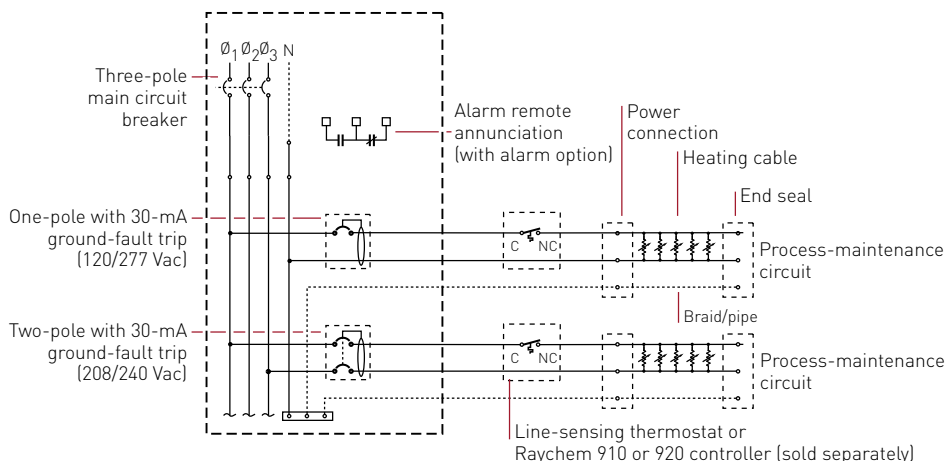 Ø1 Ø2 Ø3 N
Three-pole
main circuit
breaker
Alarm remote
annunciation
(with alarm option)
Power
connection
Heating cable
End seal
One-pole with 30-mA
ground-fault trip
(120/277 Vac)
C NC
Process-maintenance
circuit
Braid/pipe
Two-pole with 30-mA
ground-fault trip
(208/240 Vac)
C NC
Process-maintenance
circuit
Line-sensing thermostat or
Raychem 910 or 920 controller (sold separately)